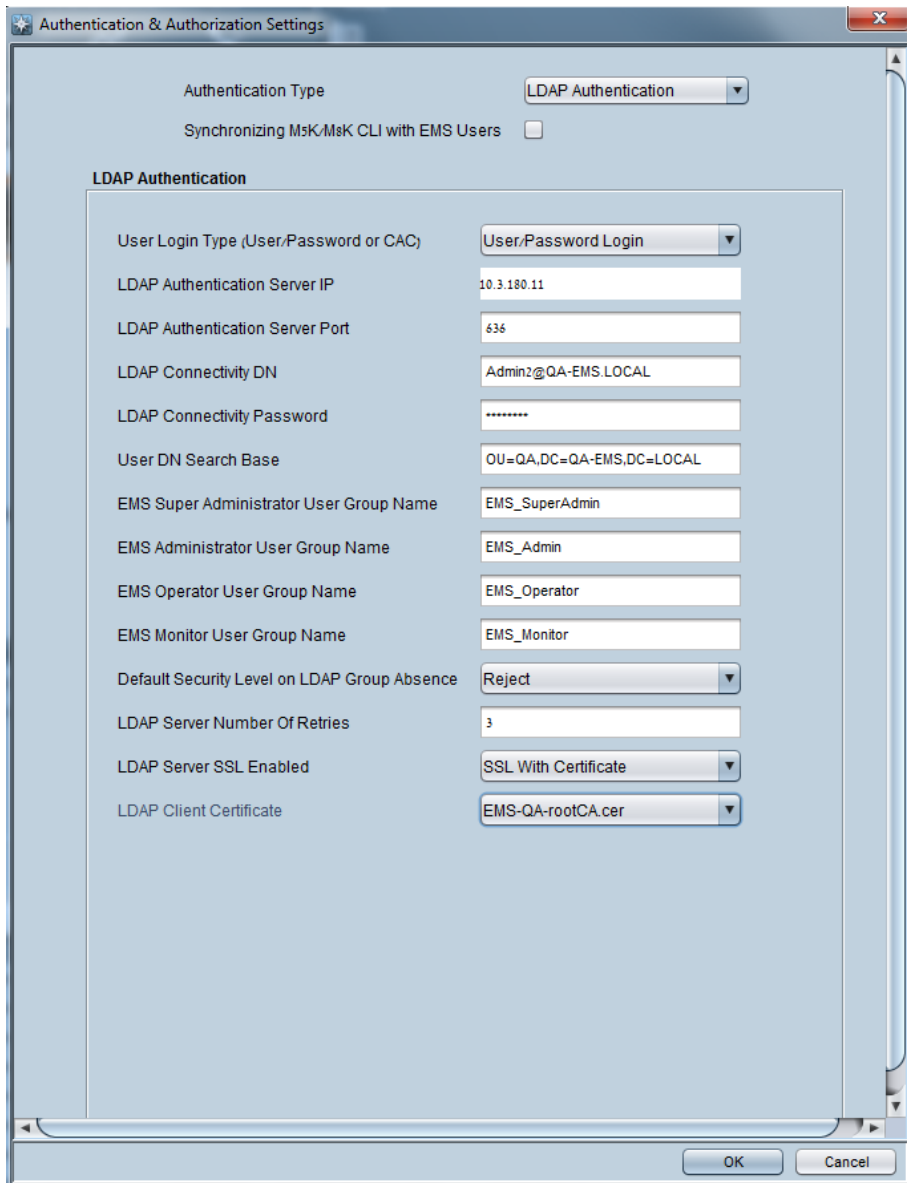 Authentication & Authorization Settings
Authentication Type LDAP Authentication
Synchronizing M5K/M8K CLI with EMS Users
LDAP Authentication
User Login Type (User/Password or CAC) User/Password Login
LDAP Authentication Server IP 10.3.180.11
LDAP Authentication Server Port 636
LDAP Connectivity DN Admin2@QA-EMS.LOCAL
LDAP Connectivity Password ********
User DN Search Base OU=QA,DC=QA-EMS,DC=LOCAL
EMS Super Administrator User Group Name EMS_SuperAdmin
EMS Administrator User Group Name EMS_Admin
EMS Operator User Group Name EMS_Operator
EMS Monitor User Group Name EMS_Monitor
Default Security Level on LDAP Group Absence Reject
LDAP Server Number Of Retries 3
LDAP Server SSL Enabled SSL With Certificate
LDAP Client Certificate EMS-QA-rootCA.cer
OK Cancel